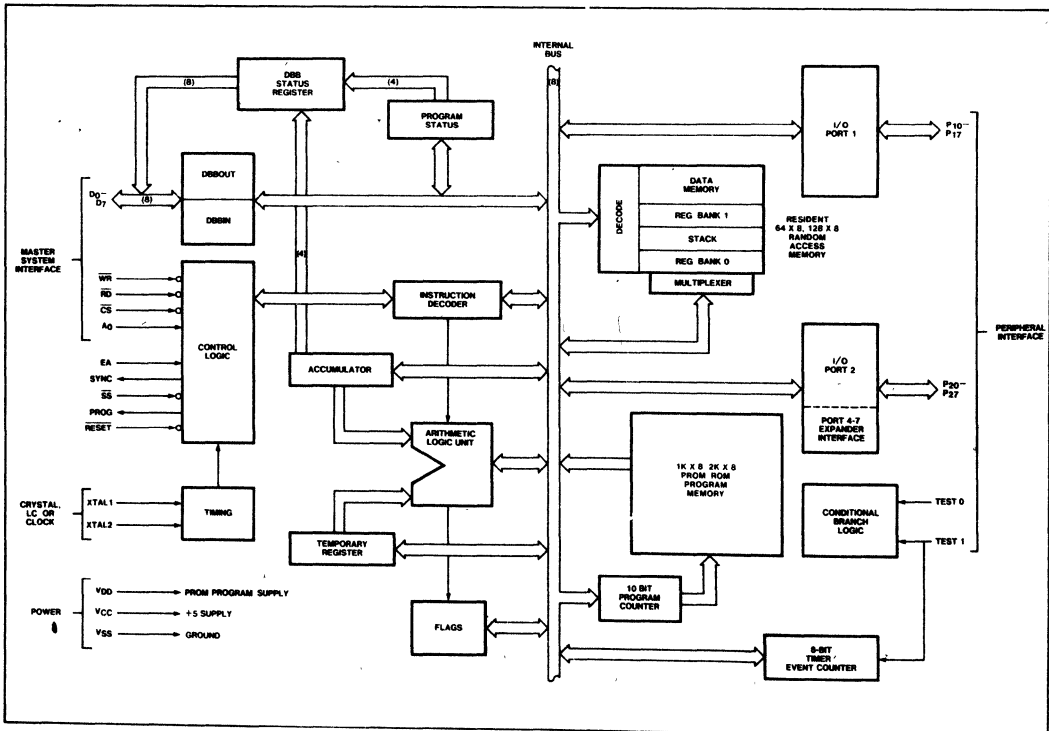 INTERNAL
BUS
(8)
DBB
STATUS
REGISTER
(8)
(4)
PROGRAM
STATUS
I/O
PORT 1
P10–
P17
D0–
D7
(8)
DBBOUT
DBBIN
DECODE
DATA
MEMORY
REG BANK 1
STACK
REG BANK 0
MULTIPLEXER
RESIDENT
64 X 8, 128 X 8
RANDOM
ACCESS
MEMORY
MASTER
SYSTEM
INTERFACE
(4)
WR
RD
CS
A0
EA
SYNC
SS
PROG
RESET
CONTROL
LOGIC
INSTRUCTION
DECODER
ACCUMULATOR
ARITHMETIC
LOGIC UNIT
I/O
PORT 2
PORT 4-7
EXPANDER
INTERFACE
P20–
P27
PERIPHERAL
INTERFACE
1K X 8 2K X 8
PROM ROM
PROGRAM
MEMORY
CRYSTAL,
LC OR
CLOCK
XTAL1
XTAL2
TIMING
TEMPORARY
REGISTER
CONDITIONAL
BRANCH
LOGIC
TEST 0
TEST 1
10 BIT
PROGRAM
COUNTER
POWER
VDD PROM PROGRAM SUPPLY
VCC +5 SUPPLY
VSS GROUND
FLAGS
8-BIT
TIMER
EVENT COUNTER